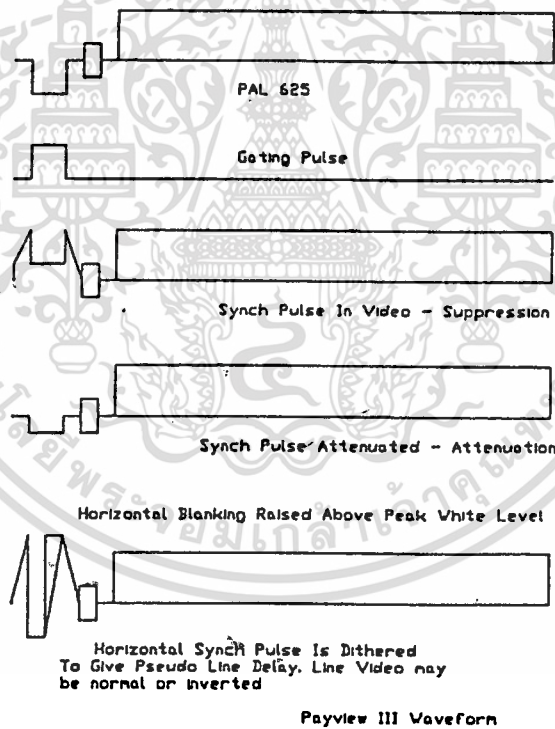 PAL 625
Gating Pulse
Synch Pulse In Video - Suppression
Synch Pulse Attenuated - Attenuation
Horizontal Blanking Raised Above Peak White Level
Horizontal Synch Pulse Is Dithered
To Give Pseudo Line Delay. Line Video may
be normal or inverted
Payview III Waveform